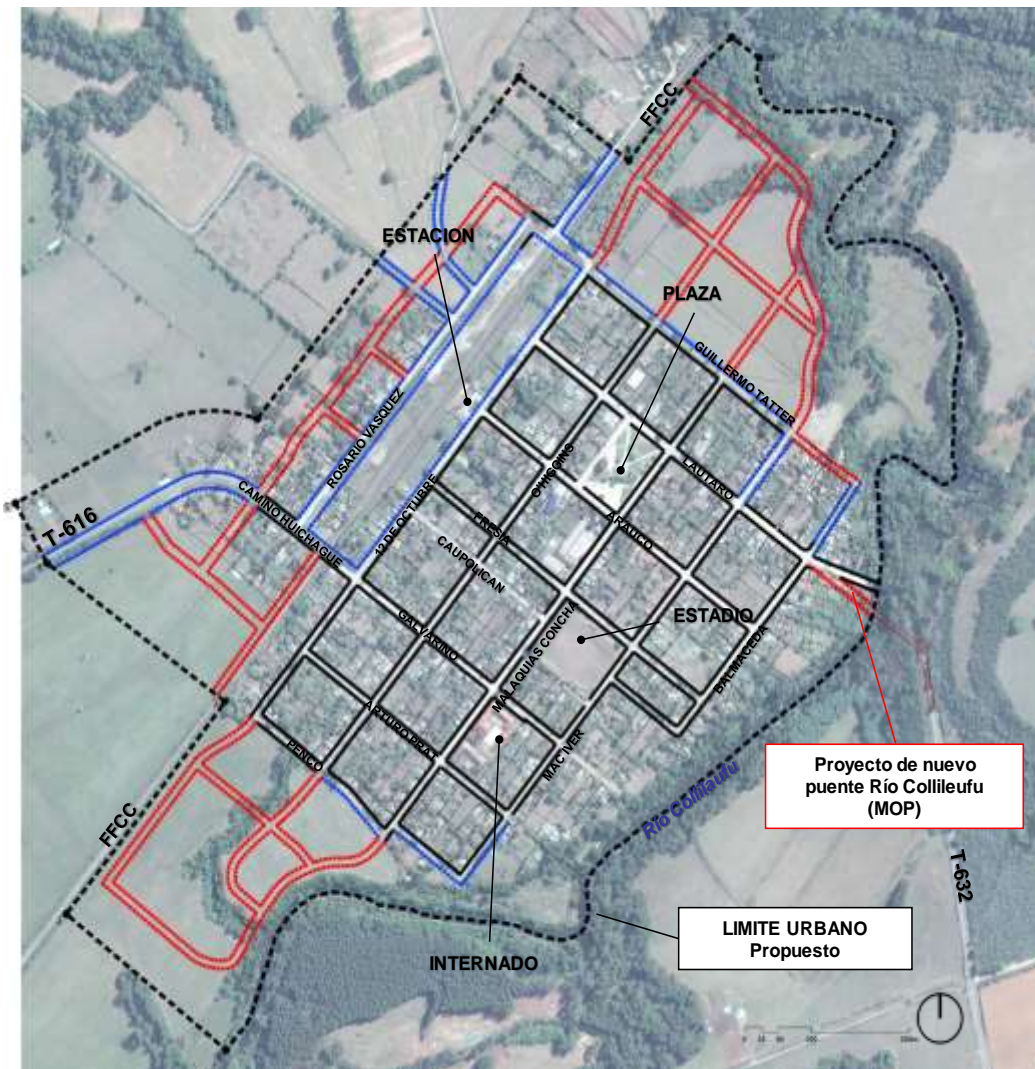 FFCC
ESTACION
PLAZA
GUILLERMO TATTER
ROSARIO VASQUEZ
OHIGGINS
LAUTARO
T-616
CAMINO HUICHAGUE
12 DE OCTUBRE
FRESIA
ARAUCO
CAUPOLICAN
ESTADIO
GALVARINO
MALAQUIAS CONCHA
BALMACEDA
ARTURO PRAT
PENCO
MAC IVER
Proyecto de nuevo
puente Río Collileufu
(MOP)
Río Collilaufu
FFCC
T-632
LIMITE URBANO
Propuesto
INTERNADO